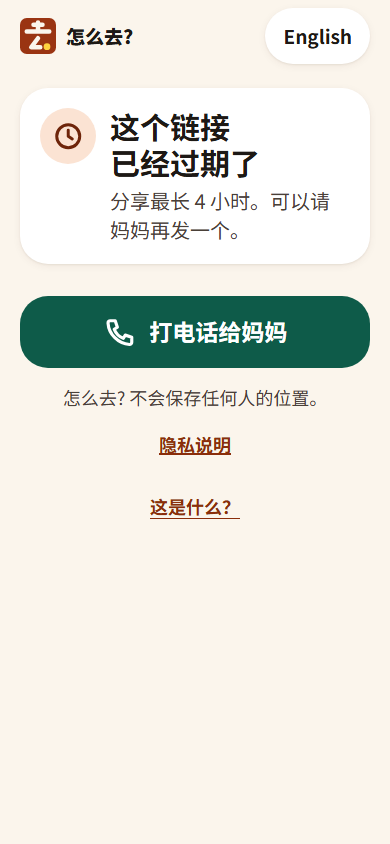 去
怎么去?
English
这个链接
已经过期了
分享最长 4 小时。可以请
妈妈再发一个。
打电话给妈妈
怎么去? 不会保存任何人的位置。
隐私说明
这是什么？